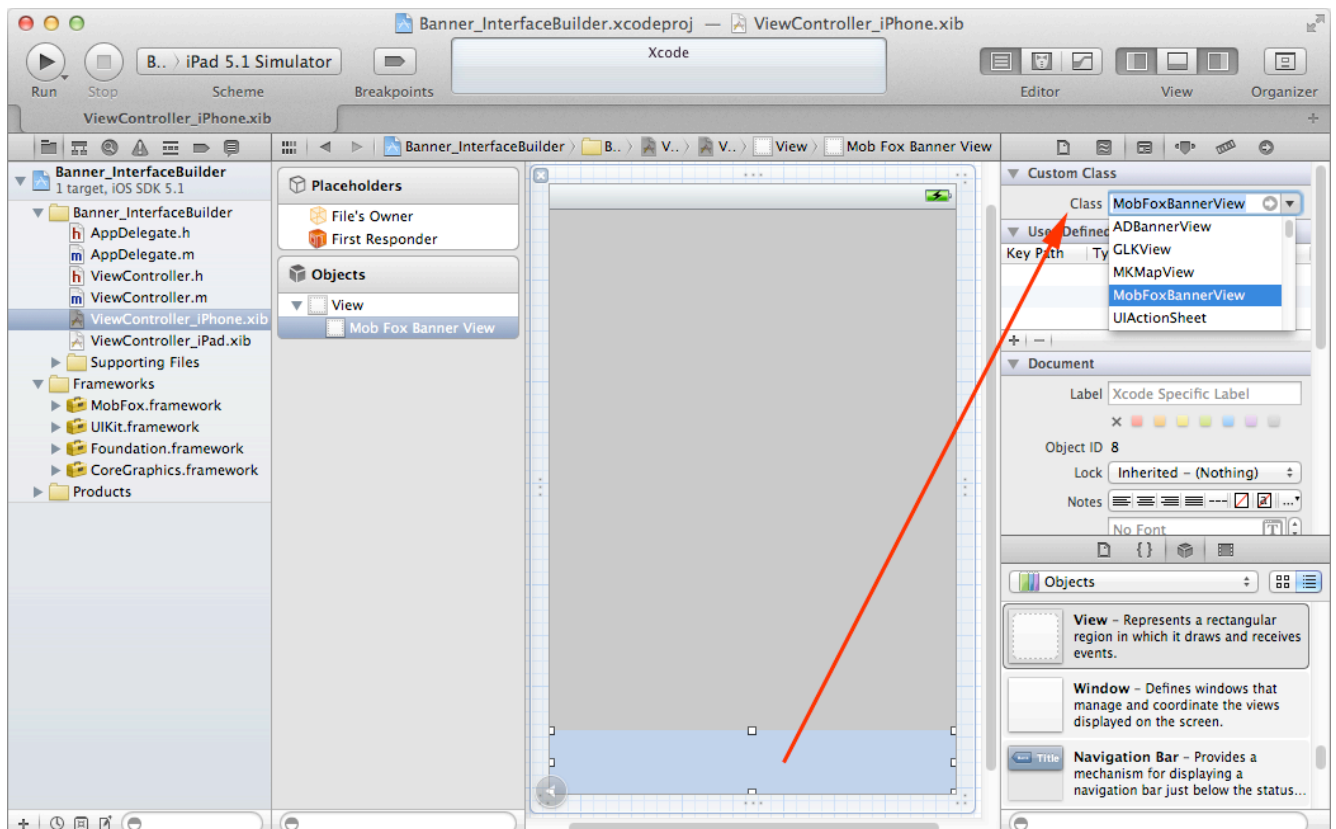 Banner_InterfaceBuilder.xcodeproj — ViewController_iPhone.xib
B.. 〉 iPad 5.1 Simulator
Xcode
Run Stop Scheme Breakpoints Editor View Organizer
ViewController_iPhone.xib
Banner_InterfaceBuilder 〉 B.. 〉 V.. 〉 V.. 〉 View 〉 Mob Fox Banner View
Banner_InterfaceBuilder
1 target, iOS SDK 5.1
Banner_InterfaceBuilder
h AppDelegate.h
m AppDelegate.m
h ViewController.h
m ViewController.m
ViewController_iPhone.xib
ViewController_iPad.xib
Supporting Files
Frameworks
MobFox.framework
UIKit.framework
Foundation.framework
CoreGraphics.framework
Products
Placeholders
File's Owner
First Responder
Objects
View
Mob Fox Banner View
Custom Class
Class MobFoxBannerView
User Defined
Key Path Ty
ADBannerView
GLKView
MKMapView
MobFoxBannerView
UIActionSheet
Document
Label Xcode Specific Label
Object ID 8
Lock Inherited – (Nothing)
Notes
No Font
Objects
View – Represents a rectangular
region in which it draws and receives
events.
Window – Defines windows that
manage and coordinate the views
displayed on the screen.
Title
Navigation Bar – Provides a
mechanism for displaying a
navigation bar just below the status...